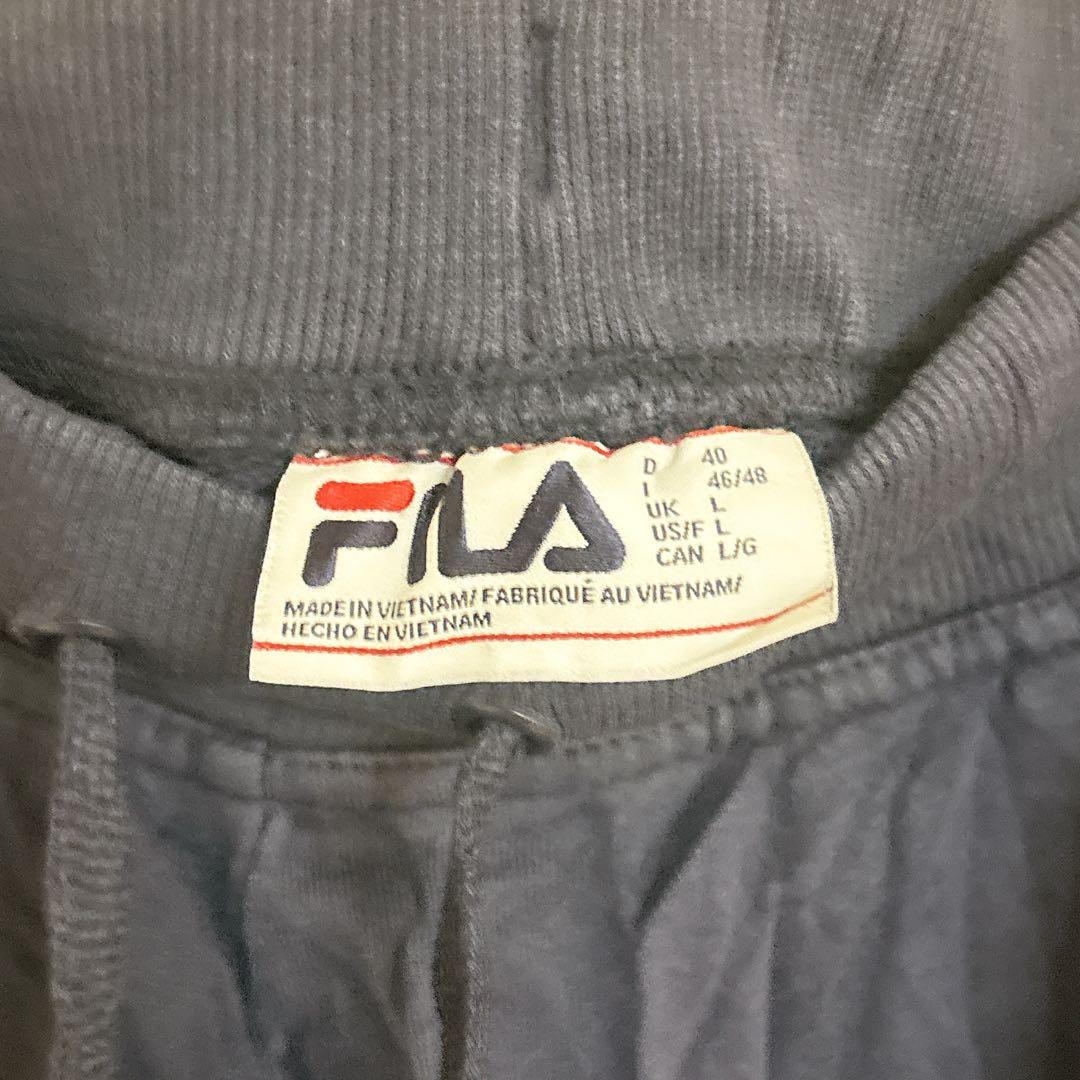 FILA
D 40
I 46/48
UK L
US/F L
CAN L/G
MADE IN VIETNAM/ FABRIQUÉ AU VIETNAM/
HECHO EN VIETNAM